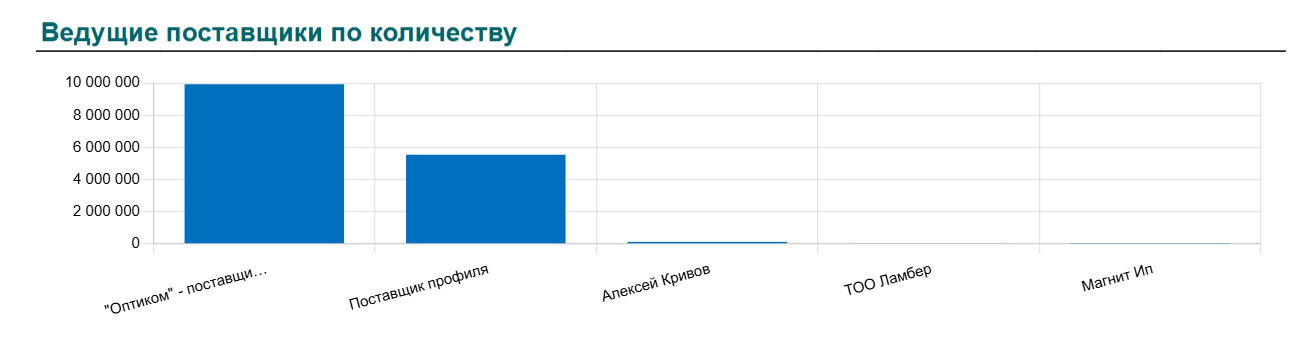 Ведущие поставщики по количеству
10 000 000
8 000 000
6 000 000
4 000 000
2 000 000
0
"Оптиком" - поставщи...
Поставщик профиля
Алексей Кривов
ТОО Ламбер
Магнит Ип